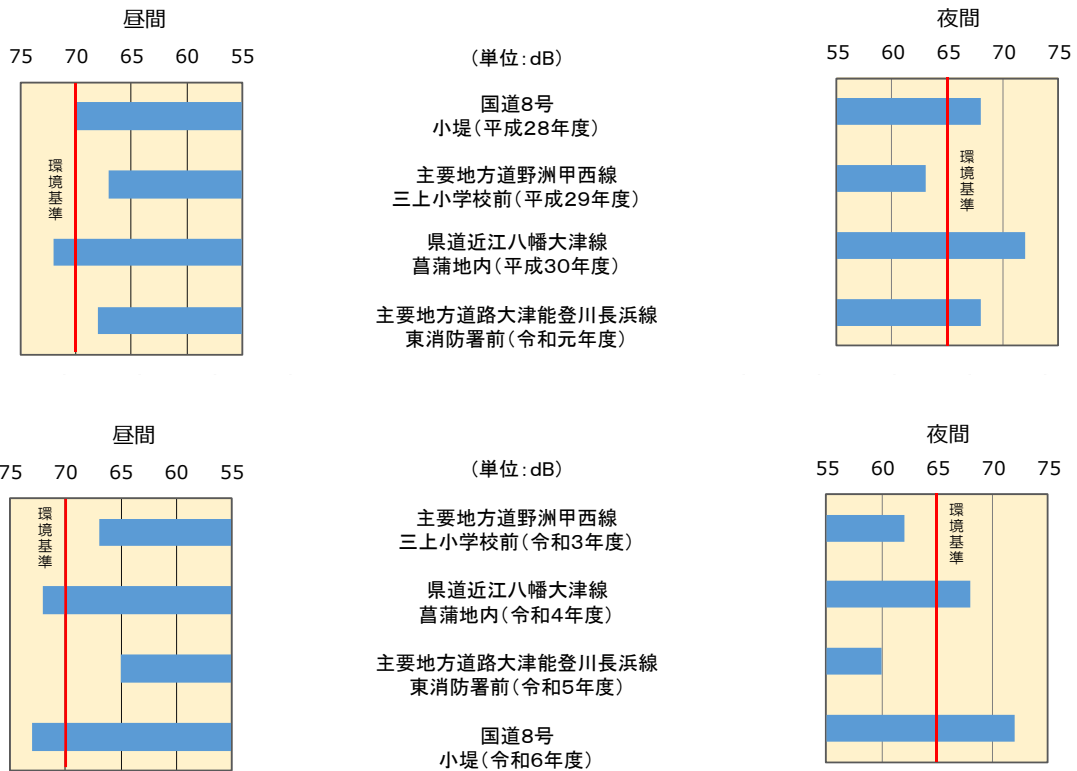 昼間
夜間
75 70 65 60 55
(単位:dB)
55 60 65 70 75
国道8号
小堤(平成28年度)
環境基準
環境基準
主要地方道野洲甲西線
三上小学校前(平成29年度)
県道近江八幡大津線
菖蒲地内(平成30年度)
主要地方道路大津能登川長浜線
東消防署前(令和元年度)
昼間
夜間
75 70 65 60 55
(単位:dB)
55 60 65 70 75
環境基準
環境基準
主要地方道野洲甲西線
三上小学校前(令和3年度)
県道近江八幡大津線
菖蒲地内(令和4年度)
主要地方道路大津能登川長浜線
東消防署前(令和5年度)
国道8号
小堤(令和6年度)